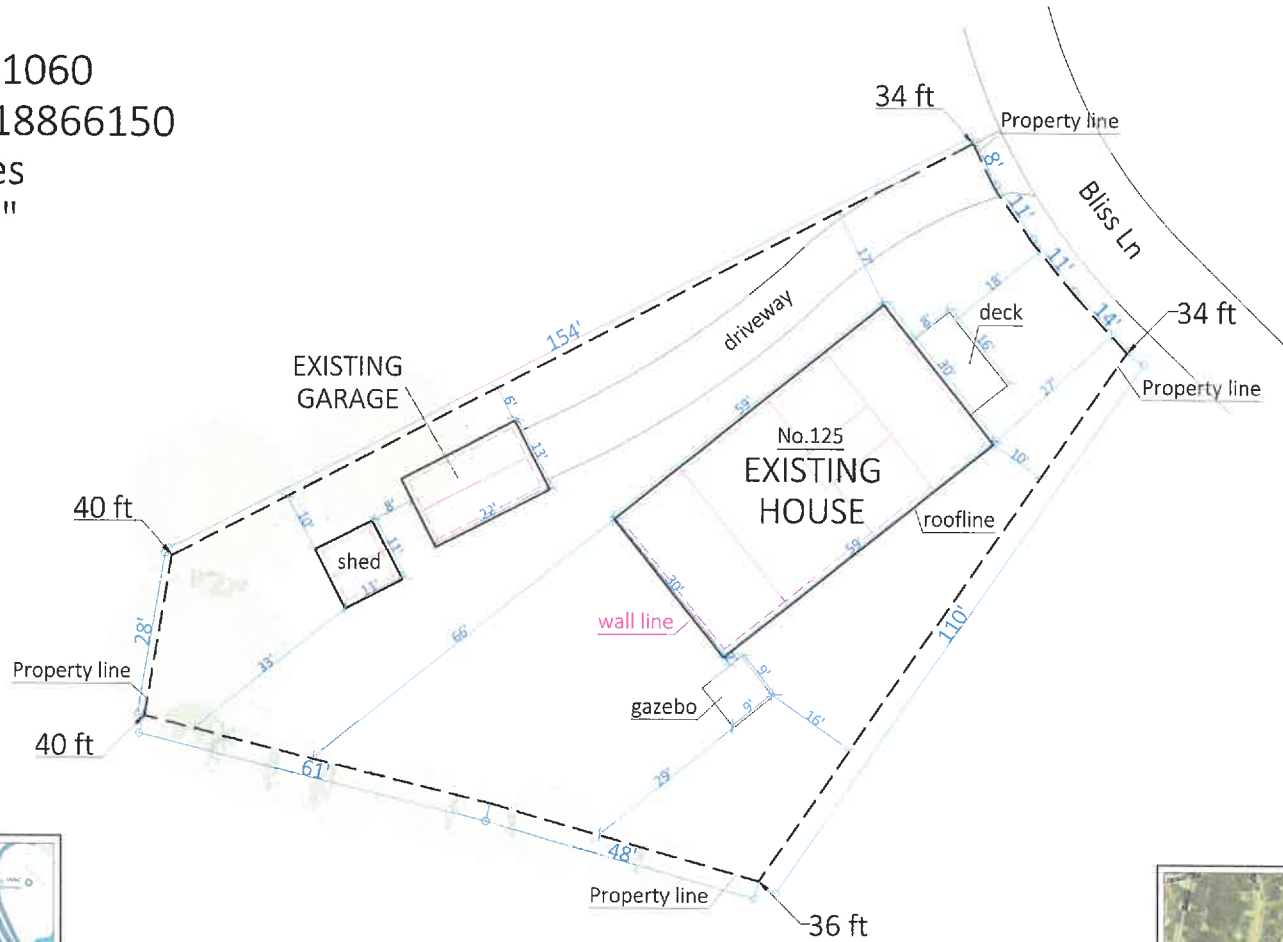 1060
18866150
es
"
34 ft
Property line
8'
11'
Bliss Ln
11'
17'
18'
14'
34 ft
deck
8'
16'
30'
driveway
154'
Property line
27'
EXISTING
GARAGE
6'
59'
No.125
EXISTING
HOUSE
10'
13'
22'
8'
40 ft
10'
roofline
59'
shed
11'
11'
30'
wall line
110'
28'
66'
33'
Property line
9'
gazebo
9'
16'
40 ft
61'
29'
48'
Property line
36 ft